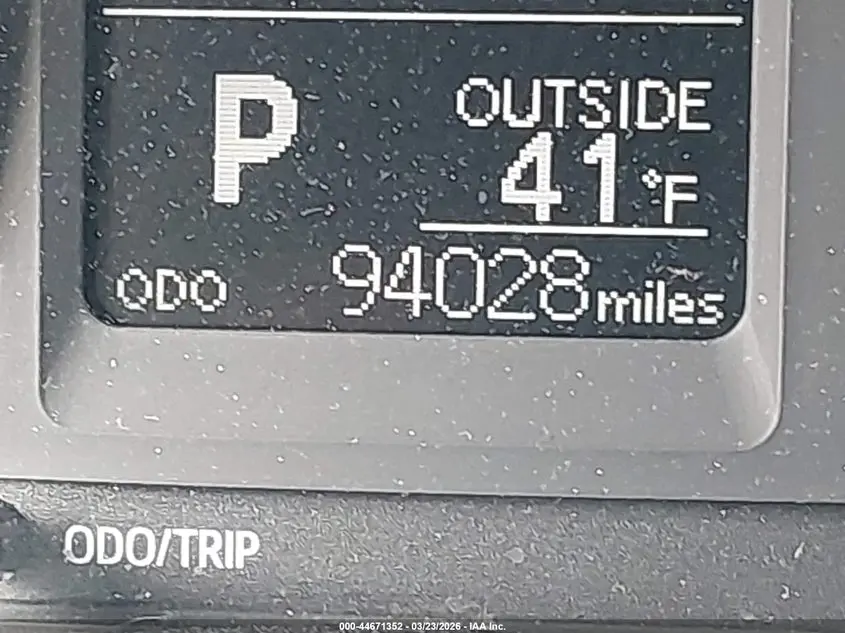 P
OUTSIDE
41°F
ODO 94028 miles
ODO/TRIP
000-44671352 - 03/23/2026 - IAA Inc.